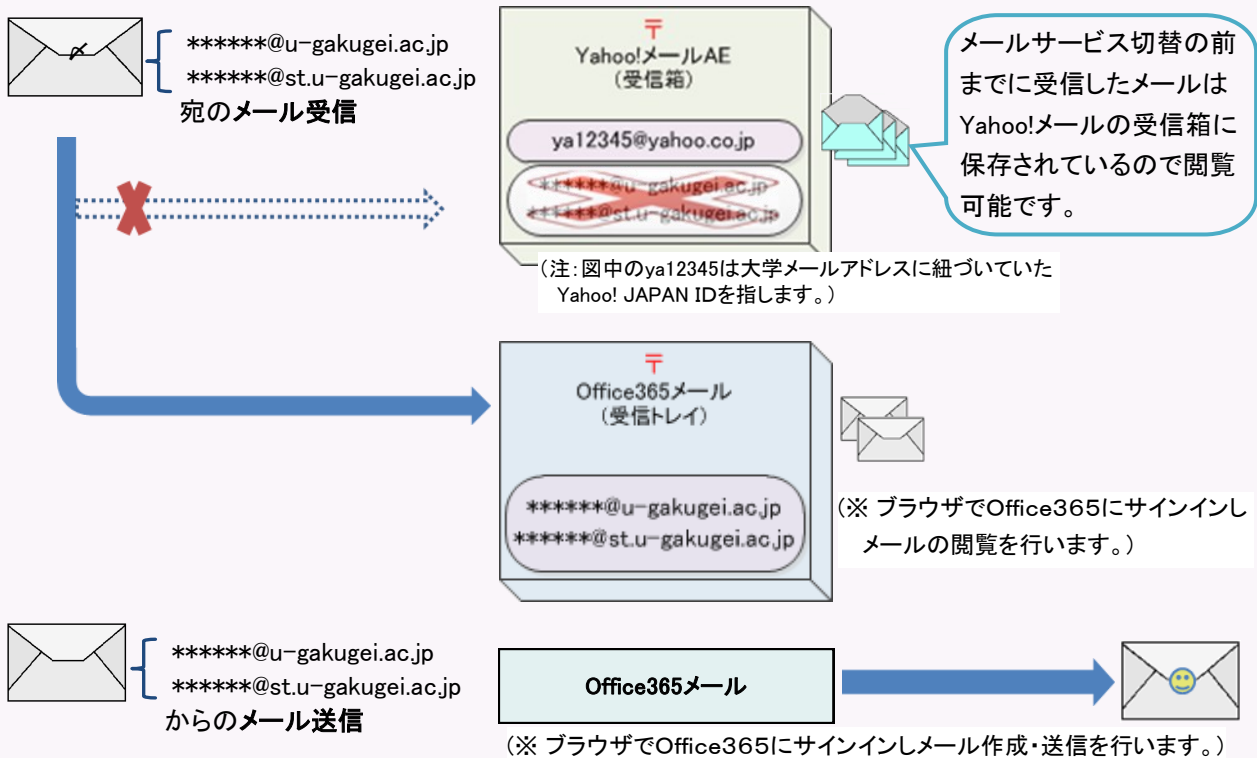 ******@u-gakugei.ac.jp
******@st.u-gakugei.ac.jp
宛のメール受信
〒
Yahoo!メールAE
(受信箱)
ya12345@yahoo.co.jp
******@u-gakugei.ac.jp
******@st.u-gakugei.ac.jp
メールサービス切替の前
までに受信したメールは
Yahoo!メールの受信箱に
保存されているので閲覧
可能です。
(注:図中のya12345は大学メールアドレスに紐づいていた
Yahoo! JAPAN IDを指します。)
〒
Office365メール
(受信トレイ)
******@u-gakugei.ac.jp
******@st.u-gakugei.ac.jp
(※ ブラウザでOffice365にサインインし
メールの閲覧を行います。)
******@u-gakugei.ac.jp
******@st.u-gakugei.ac.jp
からのメール送信
Office365メール
(※ ブラウザでOffice365にサインインしメール作成・送信を行います。)